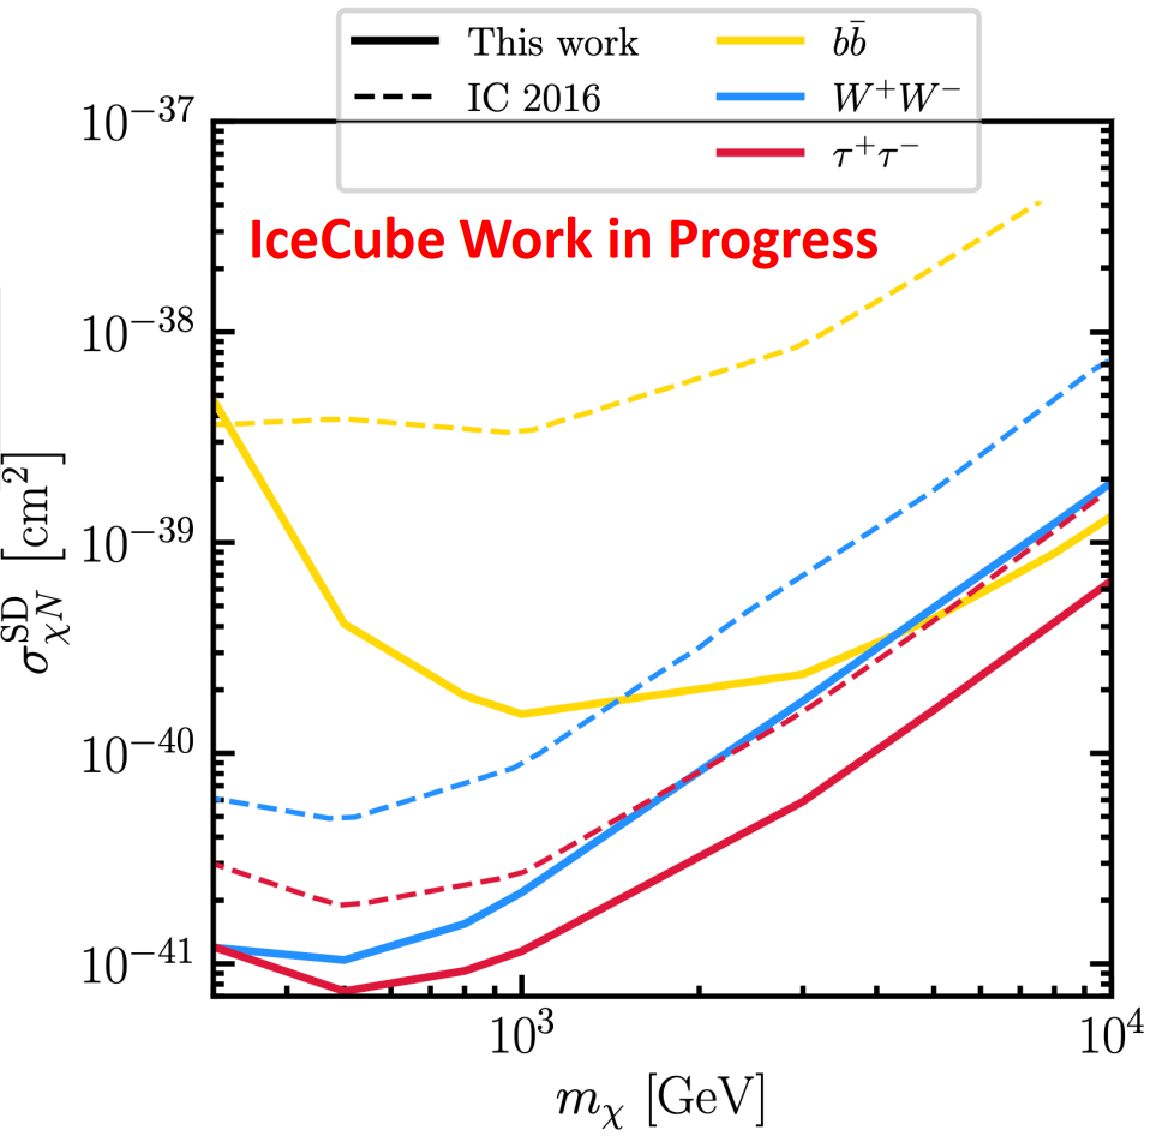 This work
IC 2016
bb̄
W⁺W⁻
τ⁺τ⁻
IceCube Work in Progress
10⁻³⁷
10⁻³⁸
10⁻³⁹
10⁻⁴⁰
10⁻⁴¹
σ^SD_χN [cm²]
10³
10⁴
m_χ [GeV]